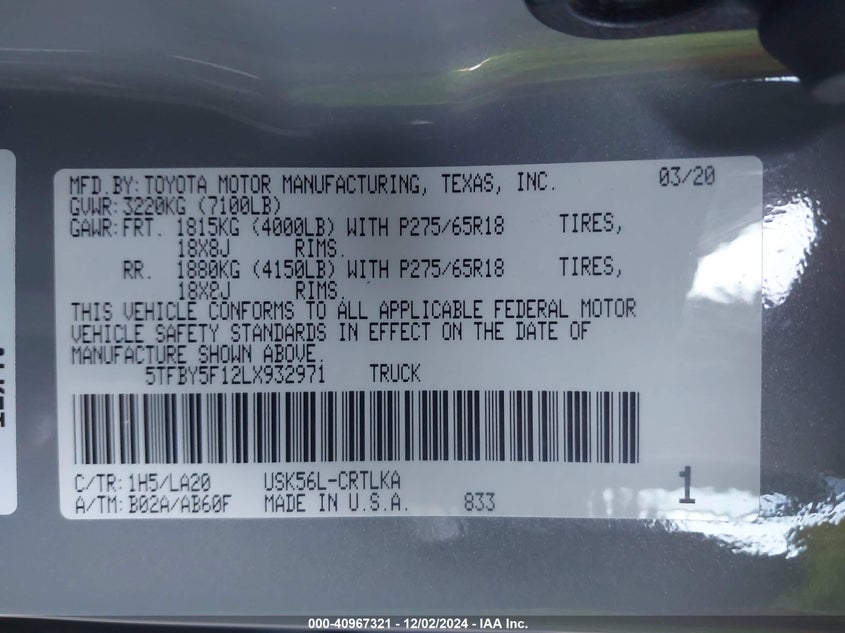 MFD.BY: TOYOTA MOTOR MANUFACTURING, TEXAS, INC. 03/20
GVWR: 3220KG (7100LB)
GAWR: FRT. 1815KG (4000LB) WITH P275/65R18 TIRES,
18X8J RIMS.
RR. 1880KG (4150LB) WITH P275/65R18 TIRES,
18X8J RIMS.
THIS VEHICLE CONFORMS TO ALL APPLICABLE FEDERAL MOTOR
VEHICLE SAFETY STANDARDS IN EFFECT ON THE DATE OF
MANUFACTURE SHOWN ABOVE.
5TFBY5F12LX932971 TRUCK
C/TR: 1H5/LA20 USK56L-CRTLKA
A/TM: B02A/AB60F MADE IN U.S.A. 833
1
000-40967321 - 12/02/2024 - IAA Inc.